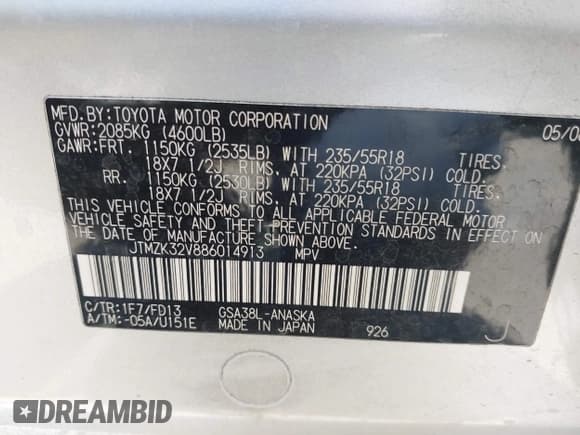 MFD.BY:TOYOTA MOTOR CORPORATION
GVWR:2085KG (4600LB)
GAWR:FRT. 1150KG (2535LB) WITH 235/55R18 TIRES,
18X7 1/2J RIMS, AT 220KPA (32PSI) COLD.
RR. 1150KG (2530LB) WITH 235/55R18 TIRES,
18X7 1/2J RIMS, AT 220KPA (32PSI) COLD.
THIS VEHICLE CONFORMS TO ALL APPLICABLE FEDERAL MOTOR
VEHICLE SAFETY AND THEFT PREVENTION STANDARDS IN EFFECT ON
THE DATE OF MANUFACTURE SHOWN ABOVE.
JTMZK32V886014913 MPV
C/TR:1F7/FD13 GSA38L-ANASKA
A/TM:-05A/U151E MADE IN JAPAN 926
J
DREAMBID